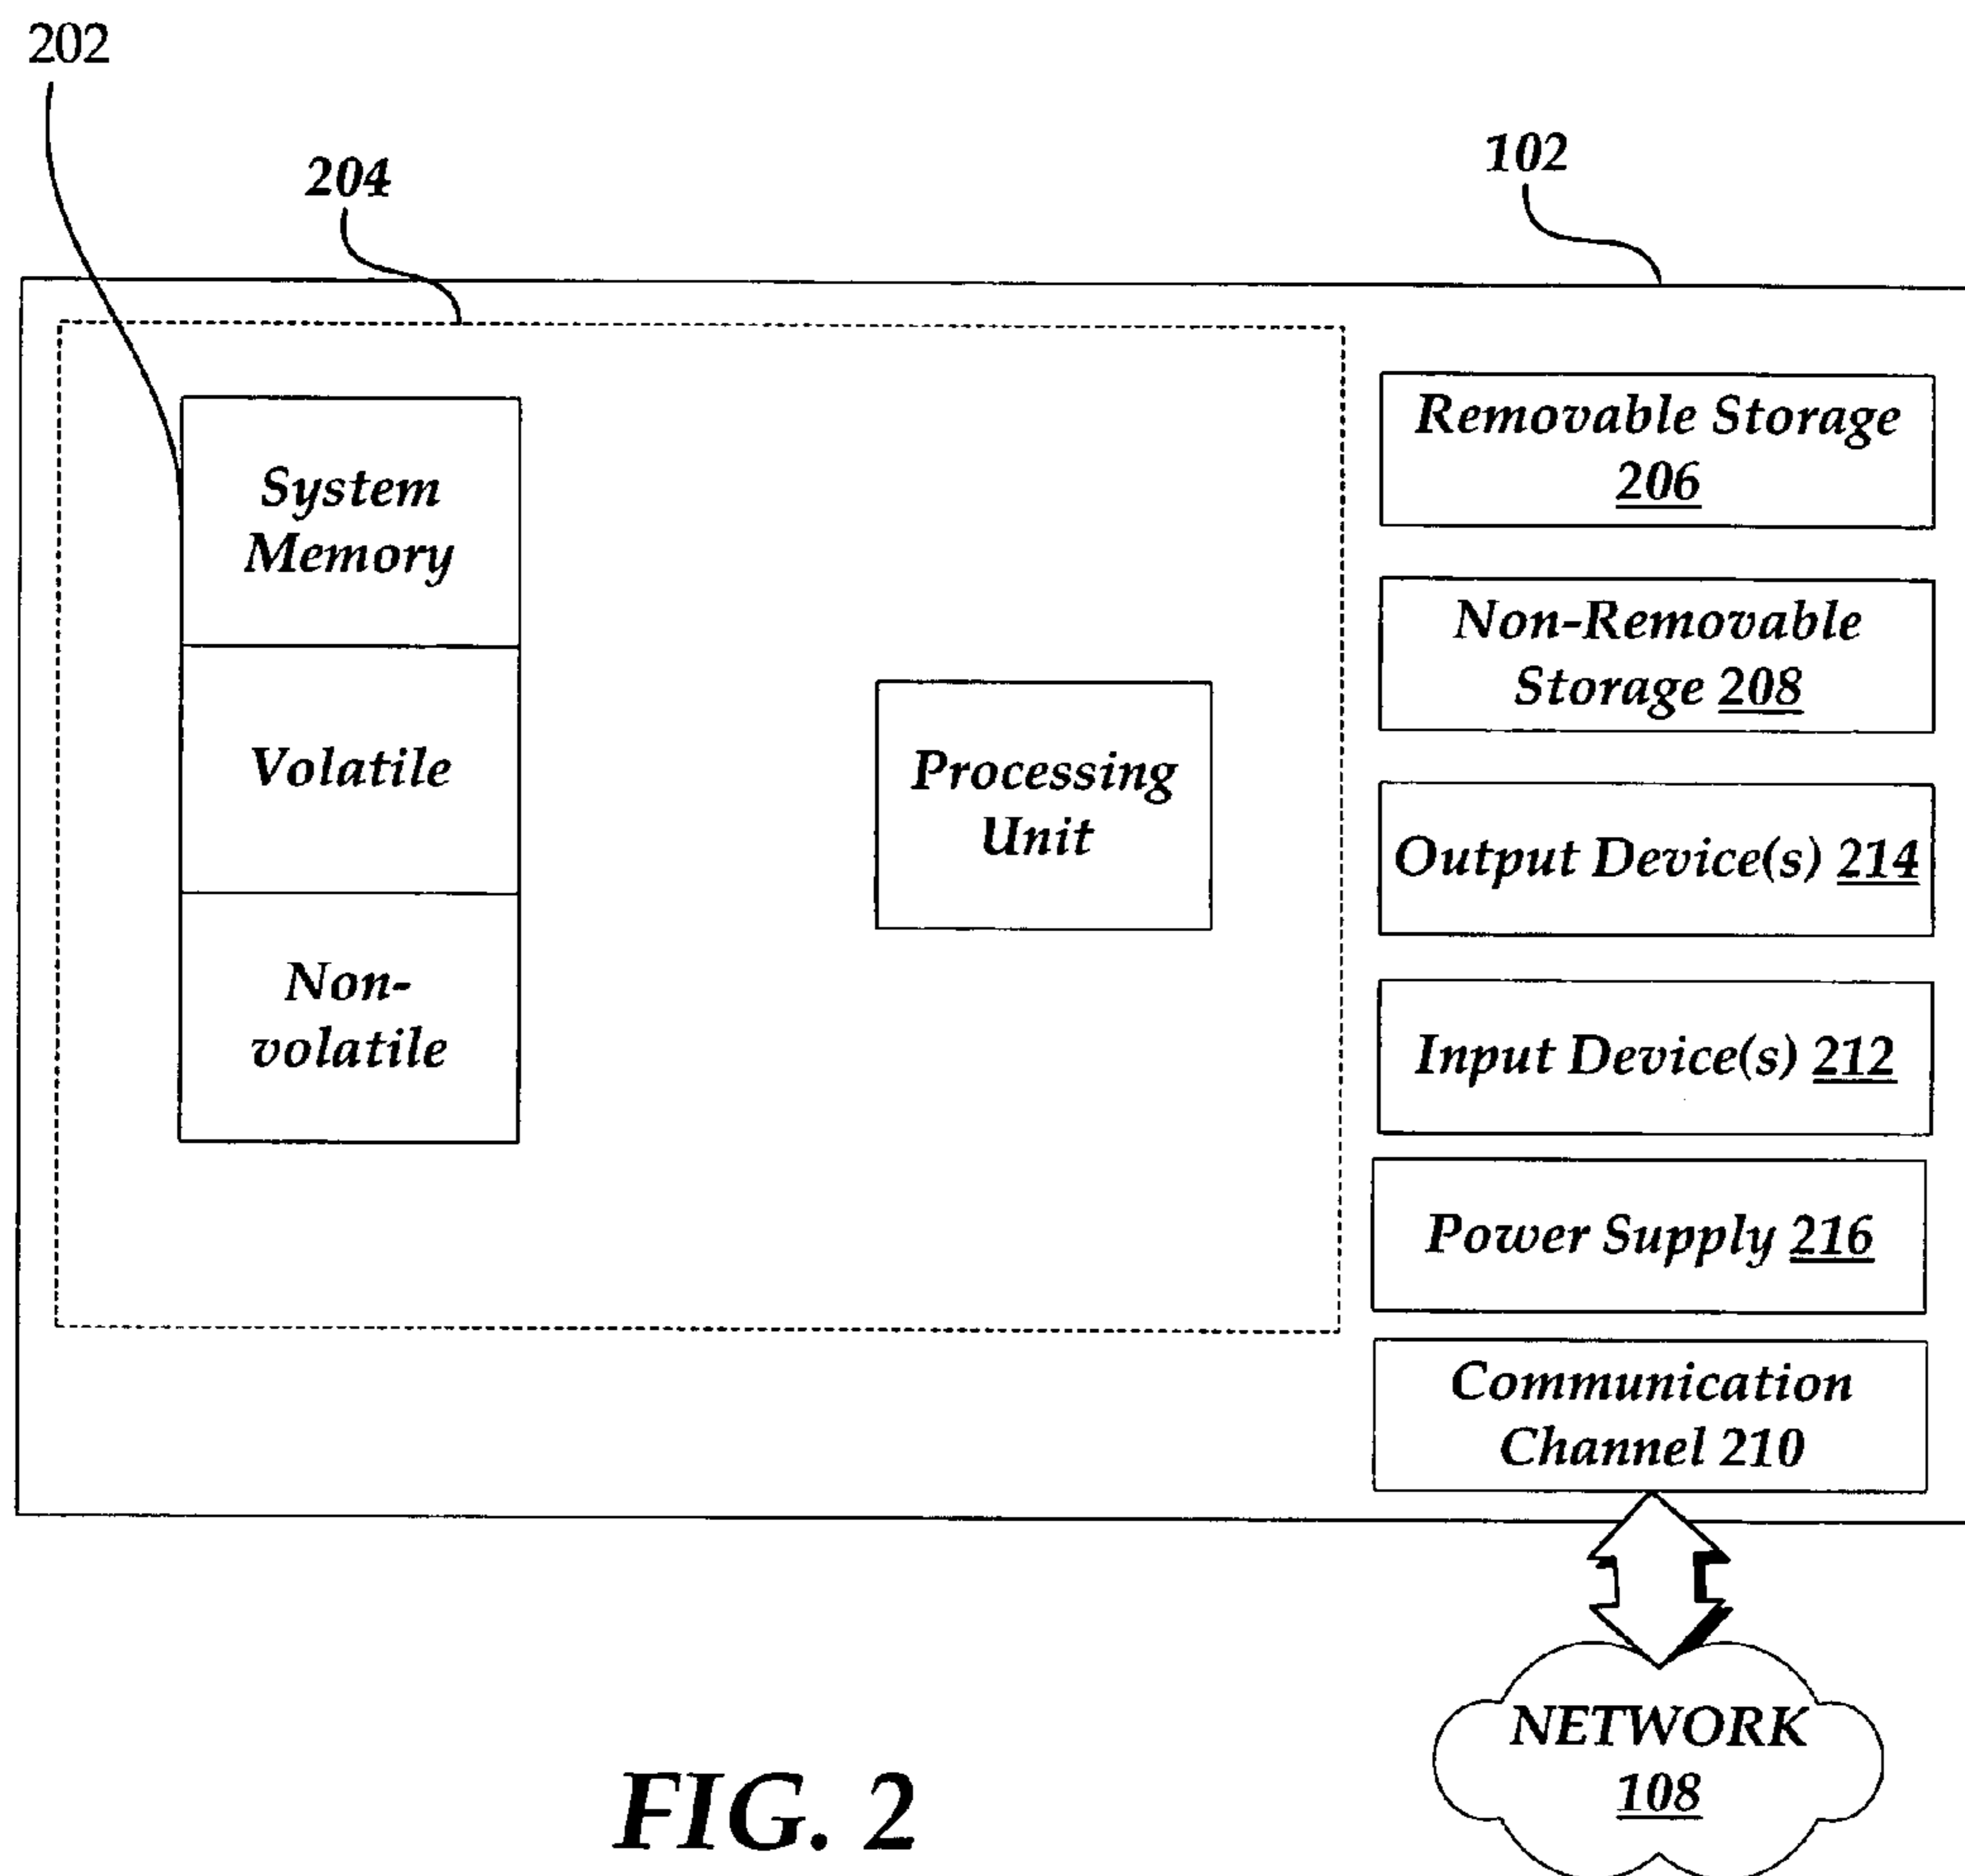 202
204
102
System
Memory
Volatile
Non-
volatile
Processing
Unit
Removable Storage
206
Non-Removable
Storage 208
Output Device(s) 214
Input Device(s) 212
Power Supply 216
Communication
Channel 210
NETWORK
108
FIG. 2